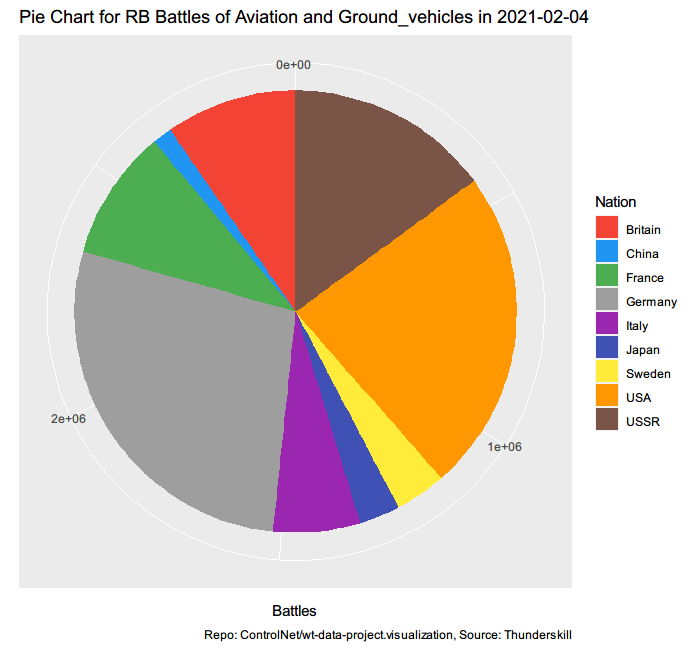 Pie Chart for RB Battles of Aviation and Ground_vehicles in 2021-02-04
0e+00
Nation
Britain
China
France
Germany
Italy
Japan
Sweden
USA
USSR
2e+06
1e+06
Battles
Repo: ControlNet/wt-data-project.visualization, Source: Thunderskill